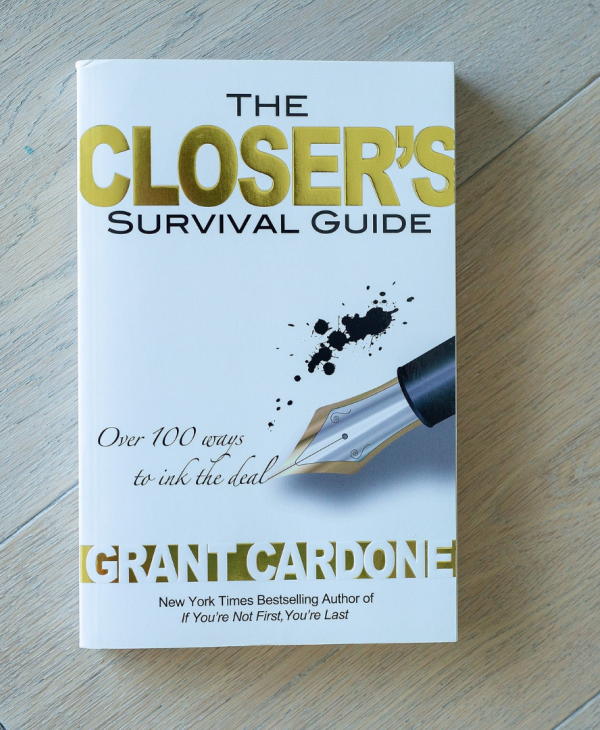 THE
CLOSER'S
SURVIVAL GUIDE
Over 100 ways
to ink the deal
GRANT CARDONE
New York Times Bestselling Author of
If You're Not First, You're Last